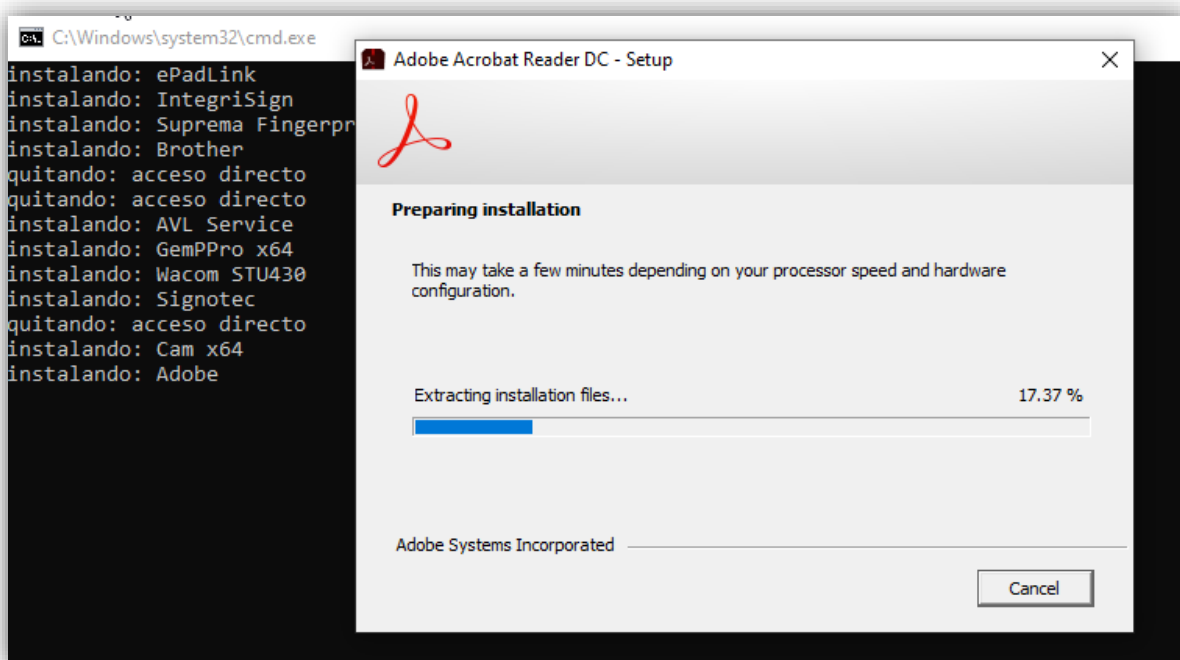 C:\Windows\system32\cmd.exe
instalando: ePadLink
instalando: IntegriSign
instalando: Suprema Fingerpr
instalando: Brother
quitando: acceso directo
quitando: acceso directo
instalando: AVL Service
instalando: GemPPro x64
instalando: Wacom STU430
instalando: Signotec
quitando: acceso directo
instalando: Cam x64
instalando: Adobe
Adobe Acrobat Reader DC - Setup
Preparing installation
This may take a few minutes depending on your processor speed and hardware
configuration.
Extracting installation files... 17.37 %
Adobe Systems Incorporated
Cancel